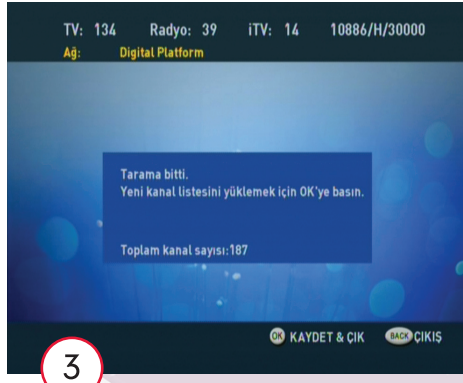 TV: 134 Radyo: 39 iTV: 14 10886/H/30000
Ağ: Digital Platform
Tarama bitti.
Yeni kanal listesini yüklemek için OK'ye basın.
Toplam kanal sayısı:187
OK KAYDET & ÇIK BACK ÇIKIŞ
3